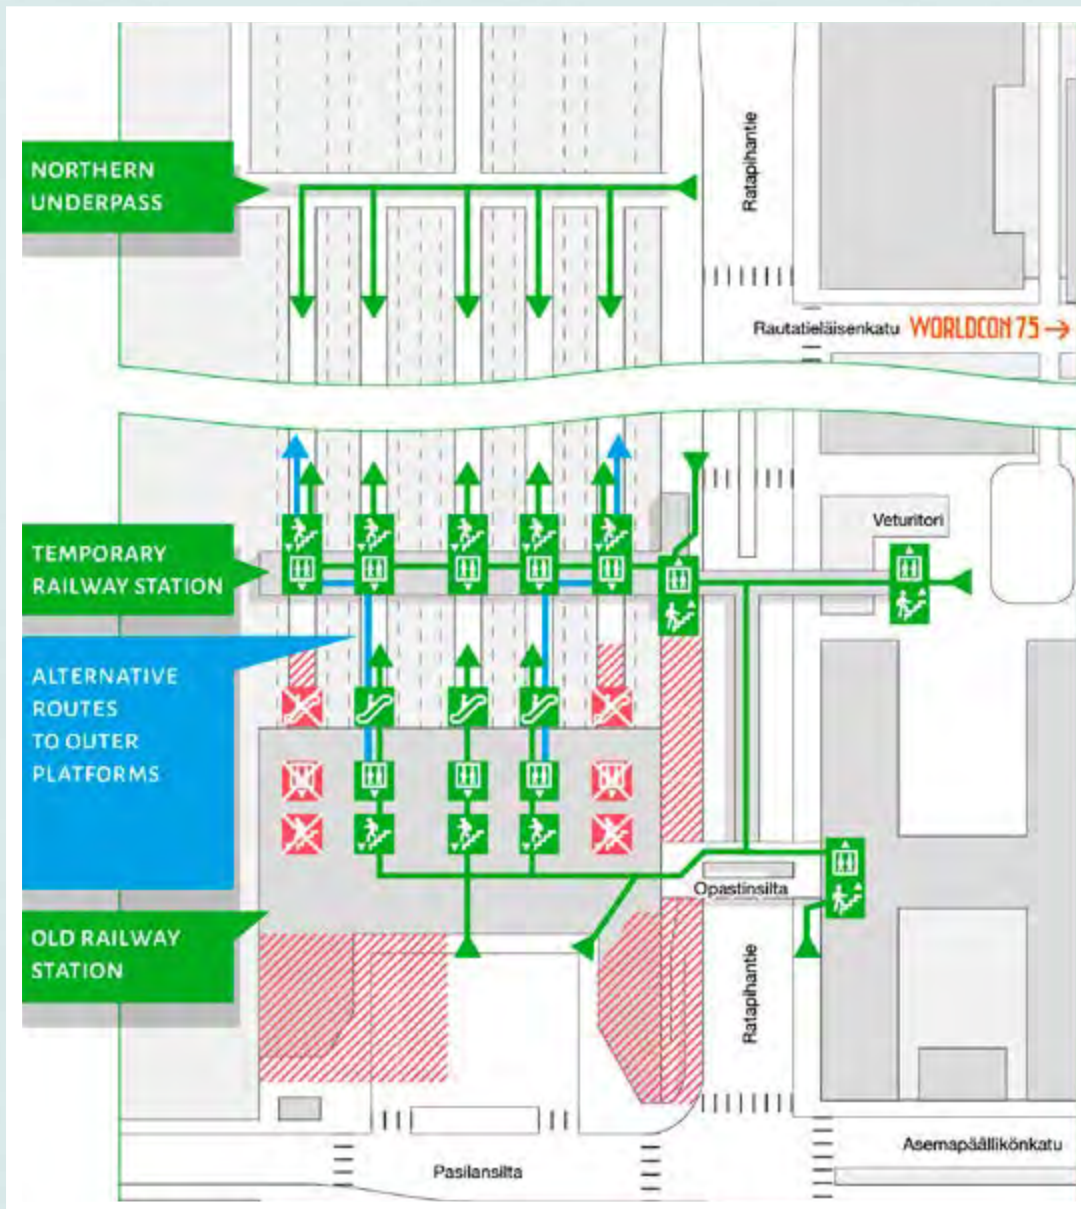 NORTHERN
UNDERPASS
Ratapihantie
Rautatieläisenkatu WORLDCON 75
Veturitori
TEMPORARY
RAILWAY STATION
ALTERNATIVE
ROUTES
TO OUTER
PLATFORMS
Opastinsilta
OLD RAILWAY
STATION
Ratapihantie
Asemapäällikönkatu
Pasilansilta